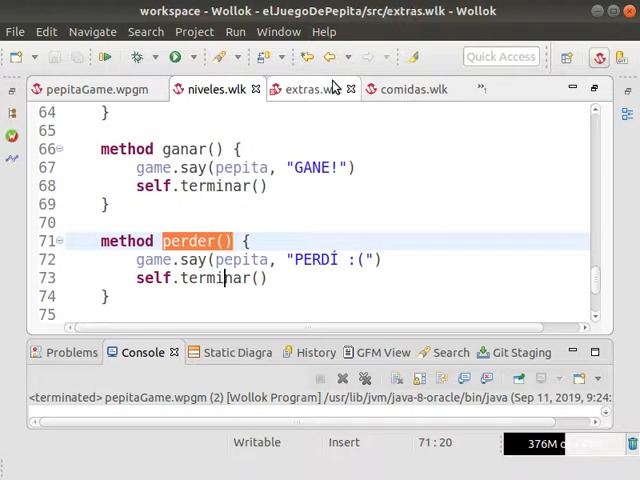 workspace - Wollok - elJuegoDePepita/src/extras.wlk - Wollok
File Edit Navigate Search Project Run Window Help
Quick Access
pepitaGame.wpgm niveles.wlk extras.w comidas.wlk
64 }
65
66 method ganar() {
67 game.say(pepita, "GANE!")
68 self.terminar()
69 }
70
71 method perder() {
72 game.say(pepita, "PERDÍ :(")
73 self.terminar()
74 }
75
Problems Console Static Diagra History GFM View Search Git Staging
<terminated> pepitaGame.wpgm (2) [Wollok Program] /usr/lib/jvm/java-8-oracle/bin/java (Sep 11, 2019, 9:24:
Writable Insert 71 : 20 376M o